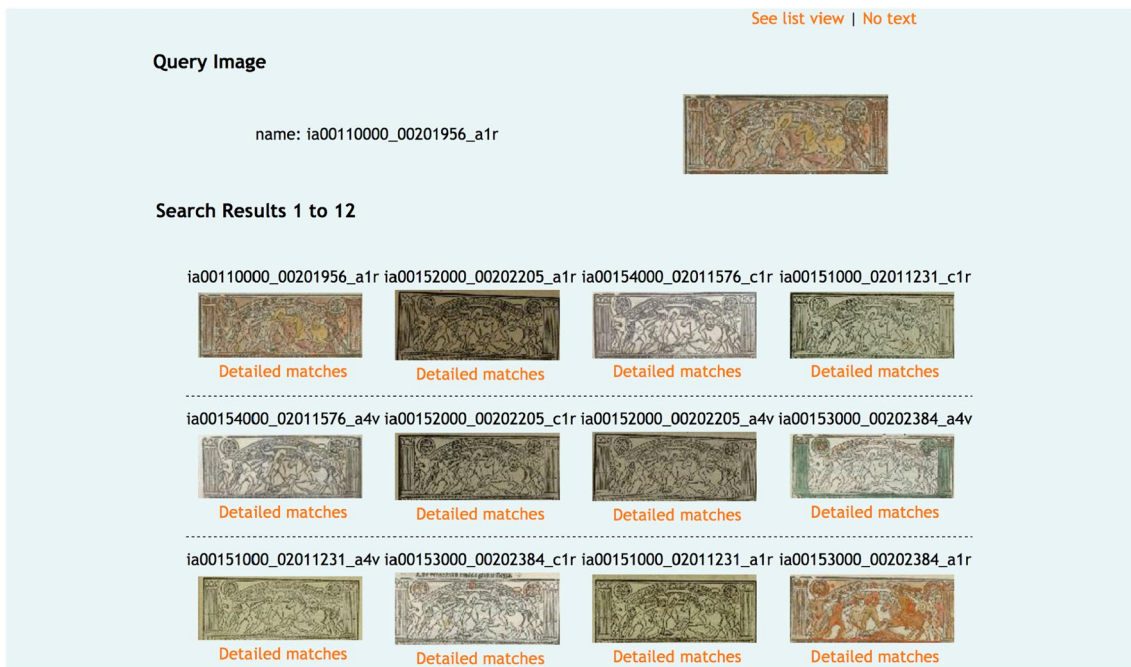 See list view | No text
Query Image
name: ia00110000_00201956_a1r
Search Results 1 to 12
ia00110000_00201956_a1r ia00152000_00202205_a1r ia00154000_02011576_c1r ia00151000_02011231_c1r
Detailed matches Detailed matches Detailed matches Detailed matches
ia00154000_02011576_a4v ia00152000_00202205_c1r ia00152000_00202205_a4v ia00153000_00202384_a4v
Detailed matches Detailed matches Detailed matches Detailed matches
ia00151000_02011231_a4v ia00153000_00202384_c1r ia00151000_02011231_a1r ia00153000_00202384_a1r
Detailed matches Detailed matches Detailed matches Detailed matches